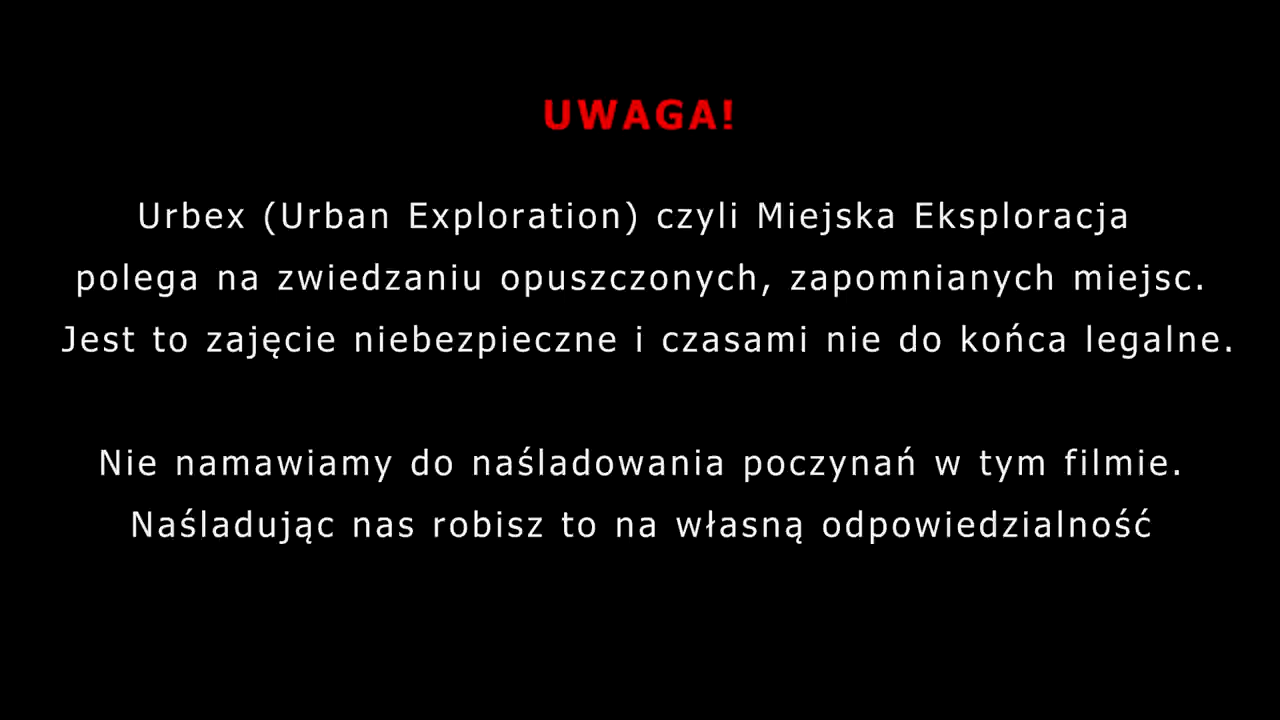 UWAGA!
Urbex (Urban Exploration) czyli Miejska Eksploracja
polega na zwiedzaniu opuszczonych, zapomnianych miejsc.
Jest to zajęcie niebezpieczne i czasami nie do końca legalne.
Nie namawiamy do naśladowania poczynań w tym filmie.
Naśladując nas robisz to na własną odpowiedzialność